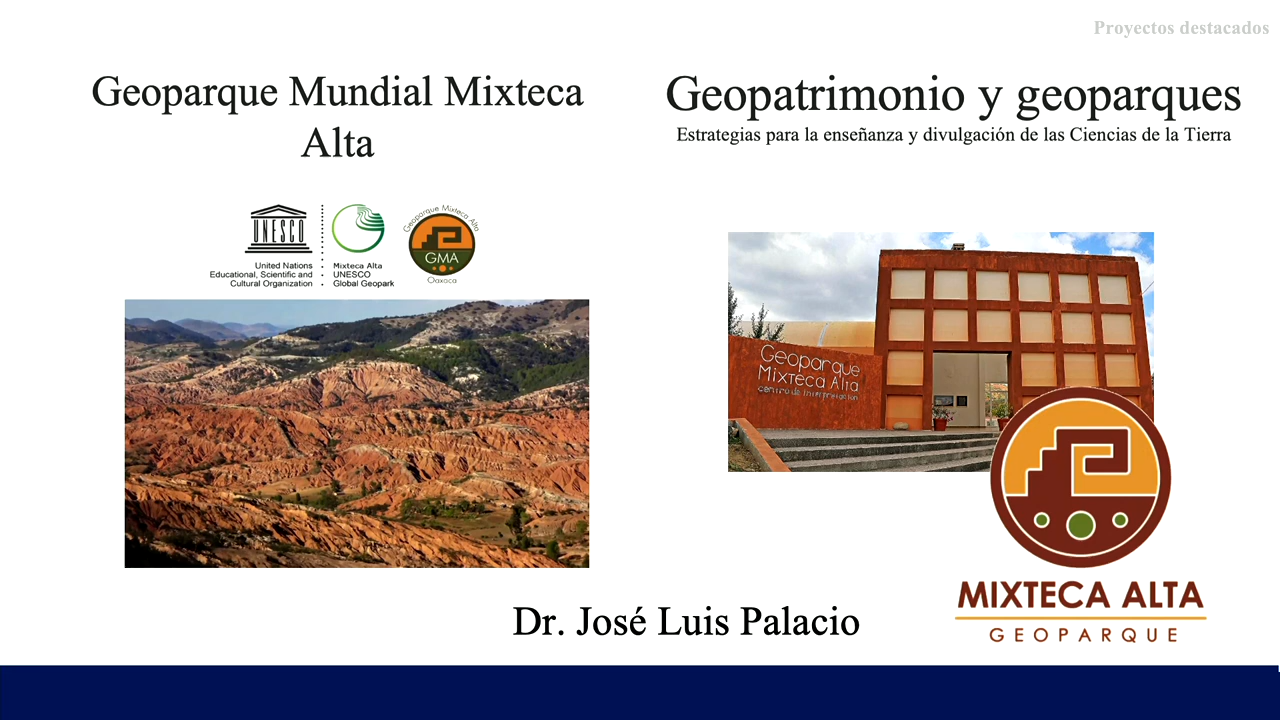 Proyectos destacados
Geoparque Mundial Mixteca
Alta
Geopatrimonio y geoparques
Estrategias para la enseñanza y divulgación de las Ciencias de la Tierra
UNESCO
United Nations
Educational, Scientific and
Cultural Organization
Mixteca Alta
UNESCO
Global Geopark
Geoparque Mixteca Alta
GMA
Oaxaca
Geoparque
Mixteca Alta
centro de interpretación
MIXTECA ALTA
GEOPARQUE
Dr. José Luis Palacio